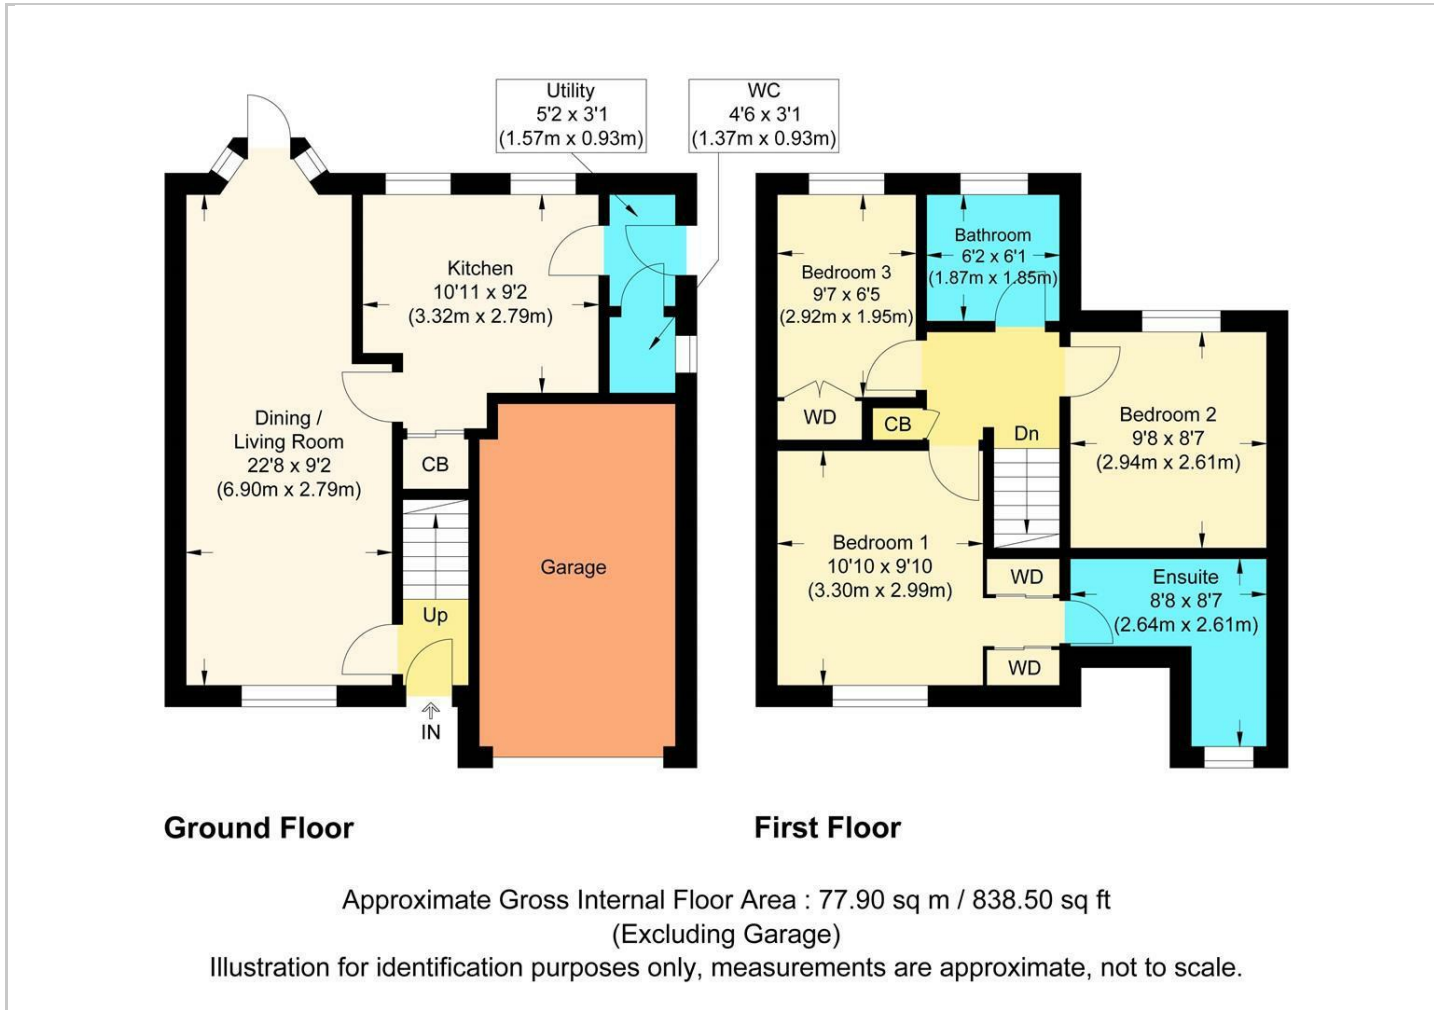 Utility
5'2 x 3'1
(1.57m x 0.93m)
WC
4'6 x 3'1
(1.37m x 0.93m)
Kitchen
10'11 x 9'2
(3.32m x 2.79m)
Dining /
Living Room
22'8 x 9'2
(6.90m x 2.79m)
CB
Garage
Up
IN
Bedroom 3
9'7 x 6'5
(2.92m x 1.95m)
Bathroom
6'2 x 6'1
(1.87m x 1.85m)
WD
CB
Dn
Bedroom 2
9'8 x 8'7
(2.94m x 2.61m)
Bedroom 1
10'10 x 9'10
(3.30m x 2.99m)
WD
WD
Ensuite
8'8 x 8'7
(2.64m x 2.61m)
Ground Floor
First Floor
Approximate Gross Internal Floor Area : 77.90 sq m / 838.50 sq ft
(Excluding Garage)
Illustration for identification purposes only, measurements are approximate, not to scale.